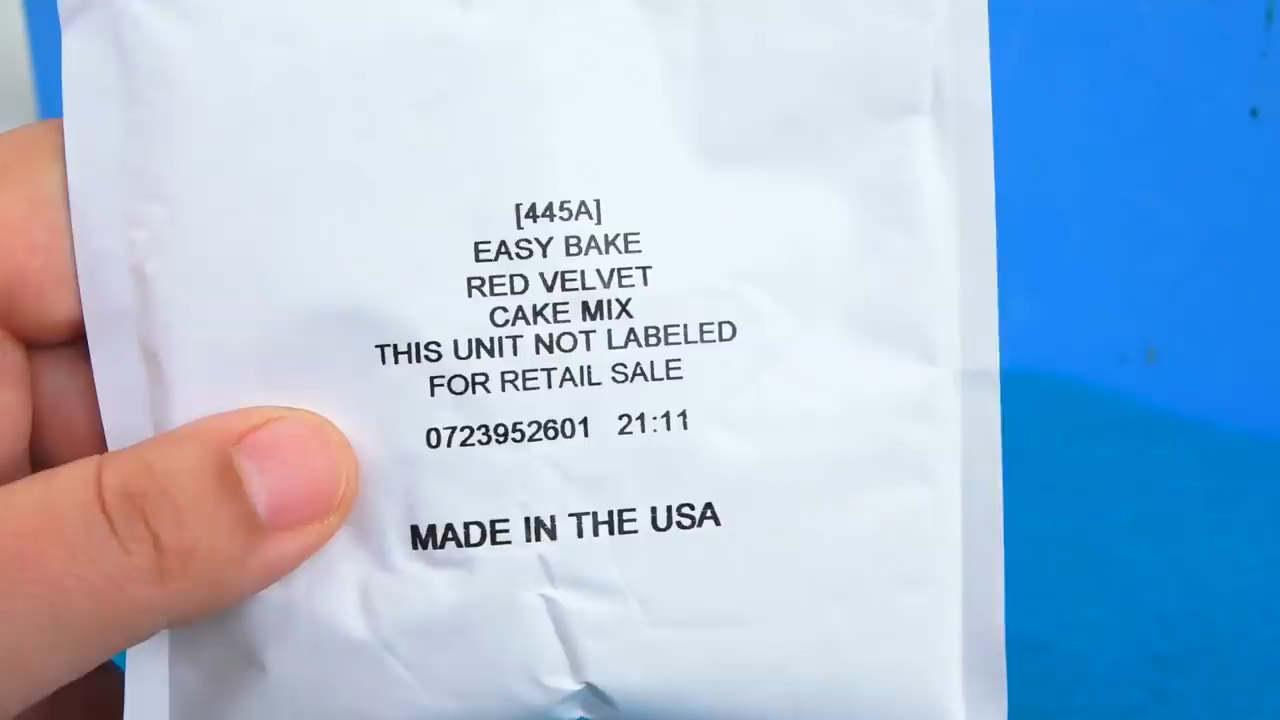 [445A]
EASY BAKE
RED VELVET
CAKE MIX
THIS UNIT NOT LABELED
FOR RETAIL SALE
0723952601 21:11
MADE IN THE USA